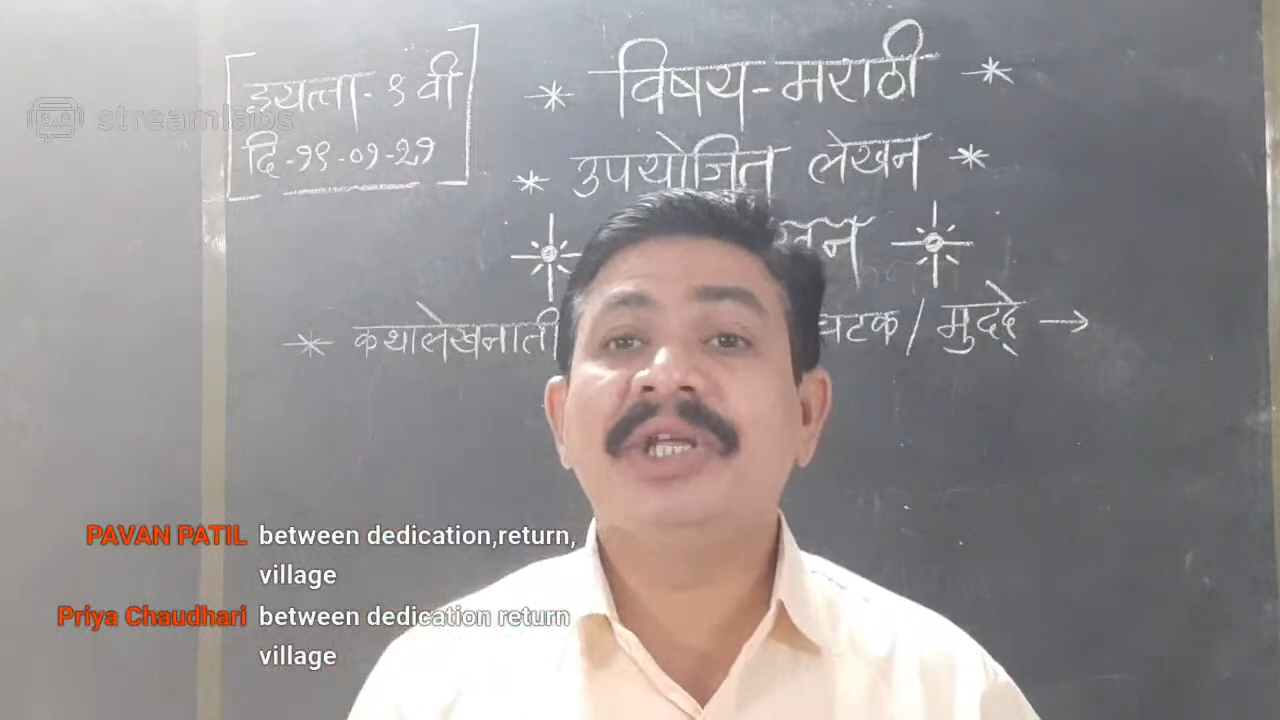 इयत्ता - ९ वी
दि -१९-०१-२१
streamlabs
* विषय - मराठी *
* उपयोजित लेखन *
* कथालेखनाती घटक / मुद्दे →
PAVAN PATIL between dedication,return,
village
Priya Chaudhari between dedication return
village